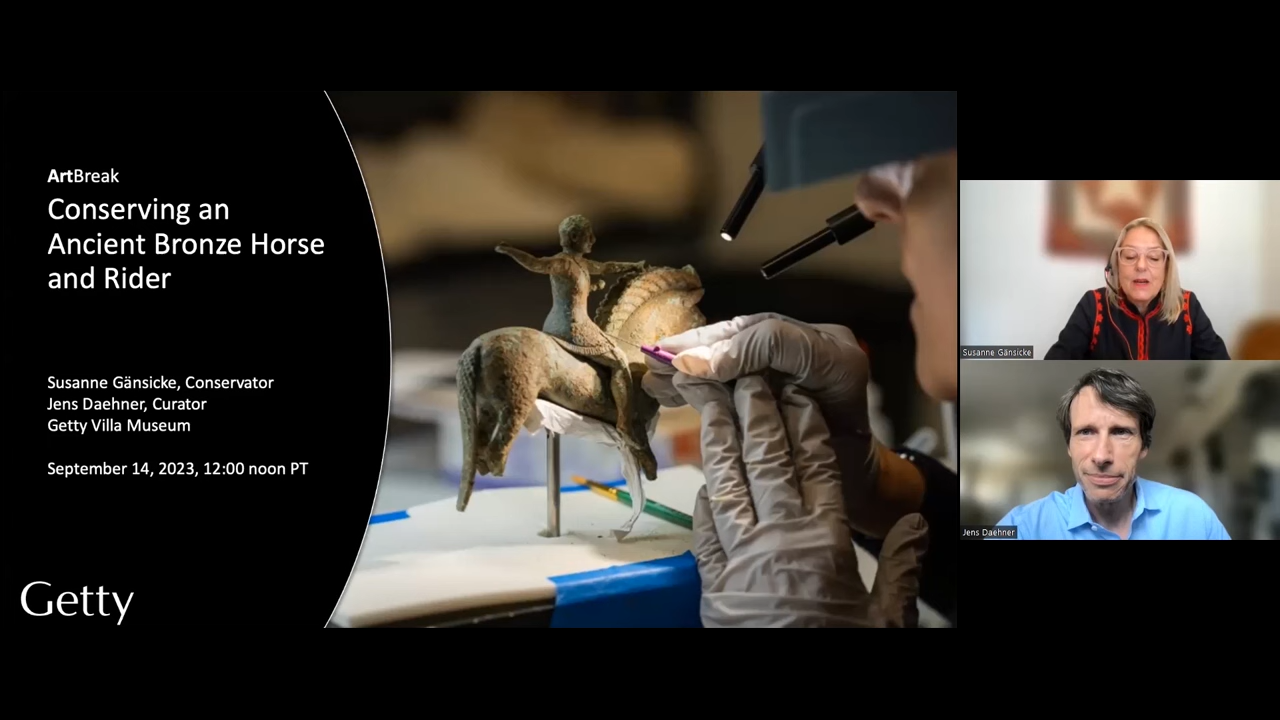 ArtBreak
Conserving an
Ancient Bronze Horse
and Rider
Susanne Gänsicke, Conservator
Jens Daehner, Curator
Getty Villa Museum
September 14, 2023, 12:00 noon PT
Getty
Susanne Gänsicke
Jens Daehner